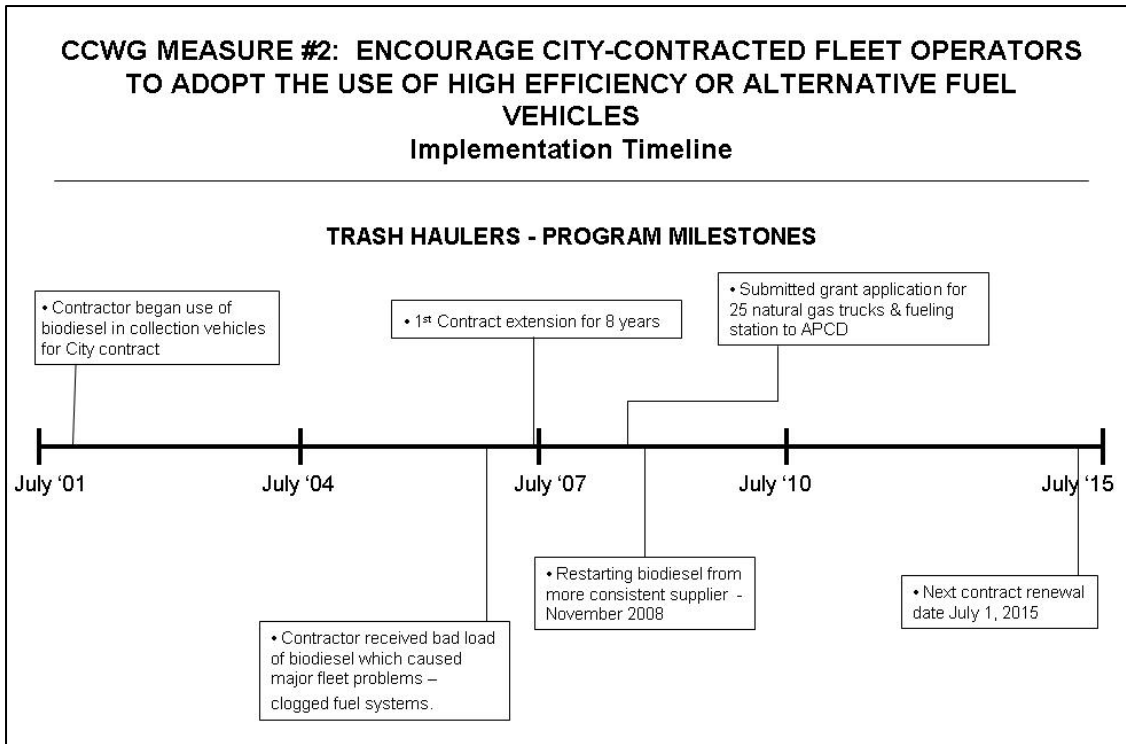 CCWG MEASURE #2: ENCOURAGE CITY-CONTRACTED FLEET OPERATORS
TO ADOPT THE USE OF HIGH EFFICIENCY OR ALTERNATIVE FUEL
VEHICLES
Implementation Timeline
TRASH HAULERS - PROGRAM MILESTONES
• Contractor began use of
biodiesel in collection vehicles
for City contract
• 1st Contract extension for 8 years
• Submitted grant application for
25 natural gas trucks & fueling
station to APCD
July ‘01
July ‘04
July ‘07
July ‘10
July ‘15
• Contractor received bad load
of biodiesel which caused
major fleet problems –
clogged fuel systems.
• Restarting biodiesel from
more consistent supplier -
November 2008
• Next contract renewal
date July 1, 2015